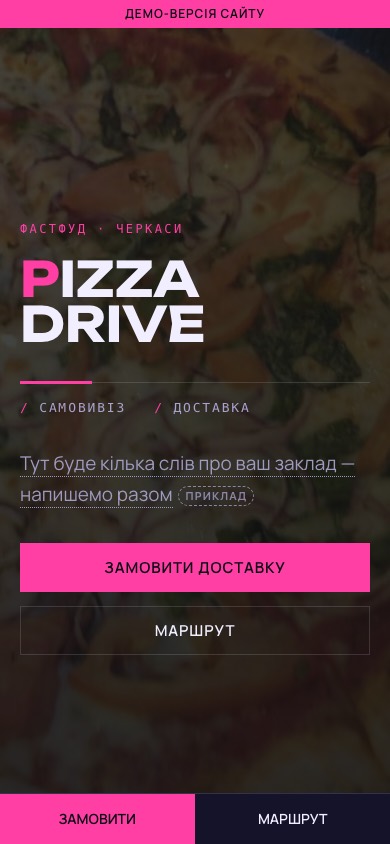 ДЕМО-ВЕРСІЯ САЙТУ
ФАСТФУД · ЧЕРКАСИ
PIZZA
DRIVE
/ САМОВИВІЗ / ДОСТАВКА
Тут буде кілька слів про ваш заклад —
напишемо разом ПРИКЛАД
ЗАМОВИТИ ДОСТАВКУ
МАРШРУТ
ЗАМОВИТИ МАРШРУТ